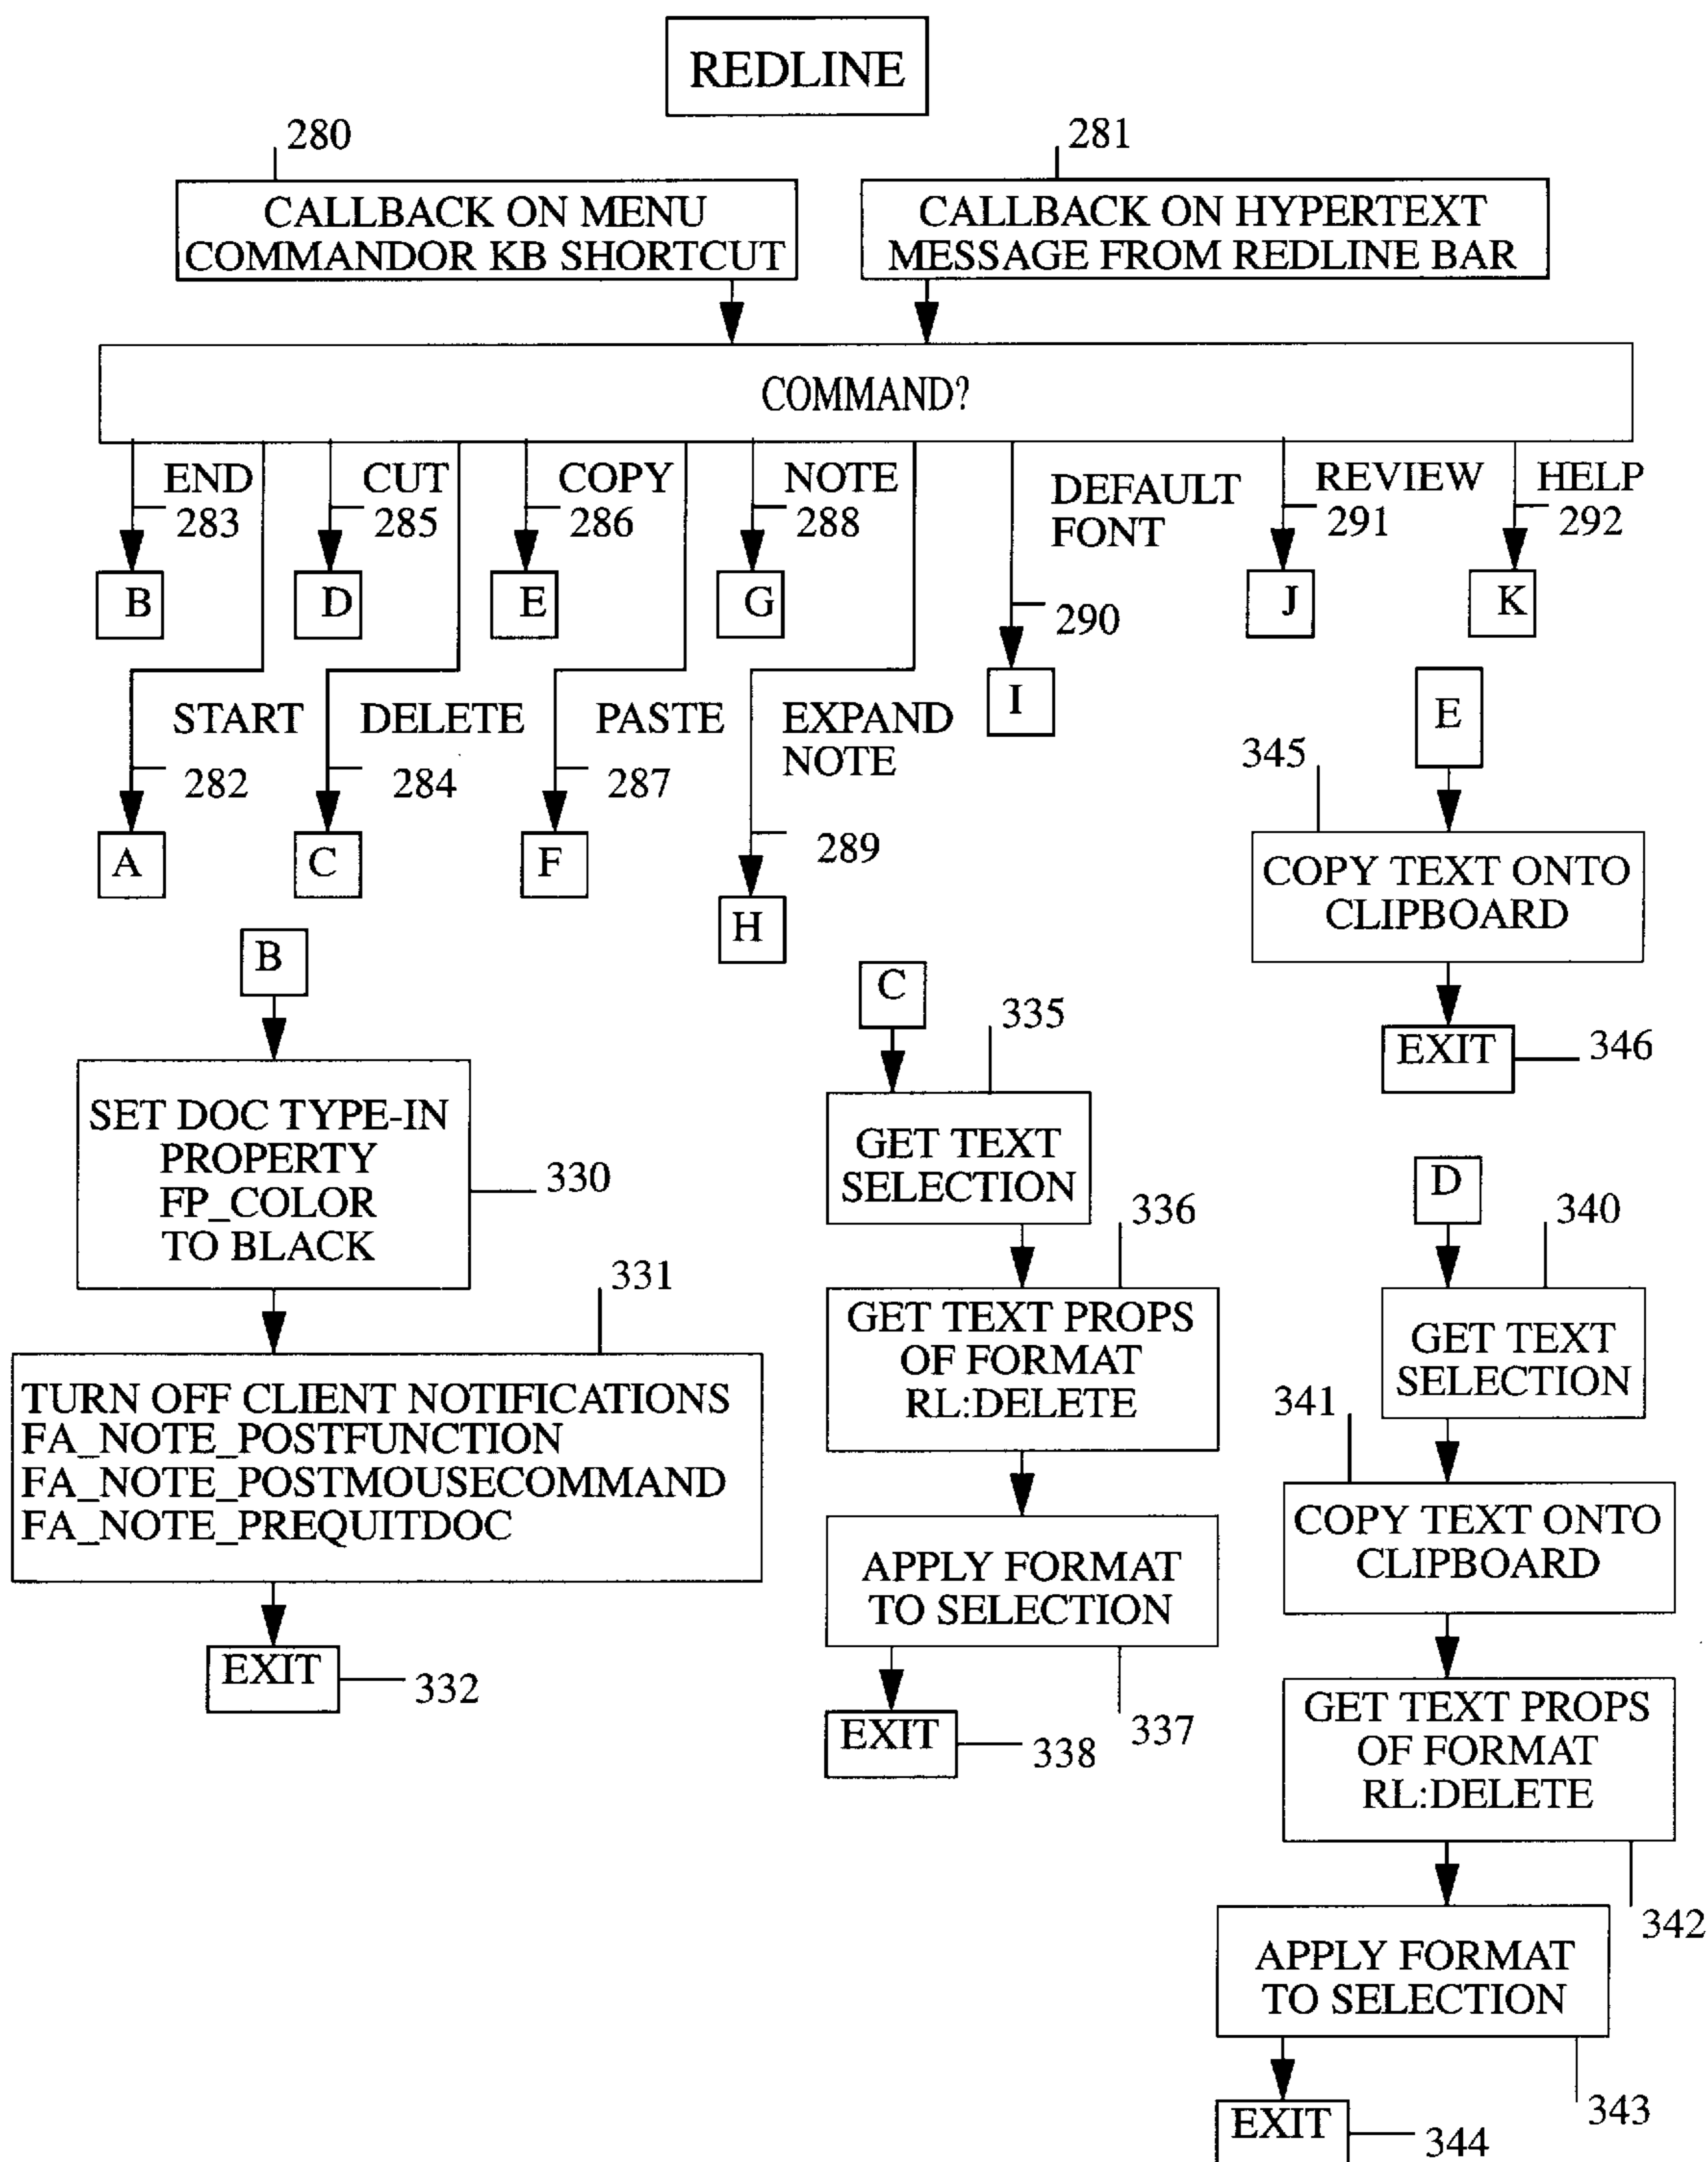 REDLINE
280
281
CALLBACK ON MENU
COMMANDOR KB SHORTCUT
CALLBACK ON HYPERTEXT
MESSAGE FROM REDLINE BAR
COMMAND?
END
283
CUT
285
COPY
286
NOTE
288
DEFAULT
FONT
290
REVIEW
291
HELP
292
B
D
E
G
I
J
K
START
282
DELETE
284
PASTE
287
EXPAND
NOTE
289
A
C
F
H
E
345
COPY TEXT ONTO
CLIPBOARD
EXIT
346
B
SET DOC TYPE-IN
PROPERTY
FP_COLOR
TO BLACK
330
331
TURN OFF CLIENT NOTIFICATIONS
FA_NOTE_POSTFUNCTION
FA_NOTE_POSTMOUSECOMMAND
FA_NOTE_PREQUITDOC
EXIT
332
C
335
GET TEXT
SELECTION
336
GET TEXT PROPS
OF FORMAT
RL:DELETE
APPLY FORMAT
TO SELECTION
337
EXIT
338
D
340
GET TEXT
SELECTION
341
COPY TEXT ONTO
CLIPBOARD
GET TEXT PROPS
OF FORMAT
RL:DELETE
342
APPLY FORMAT
TO SELECTION
343
EXIT
344